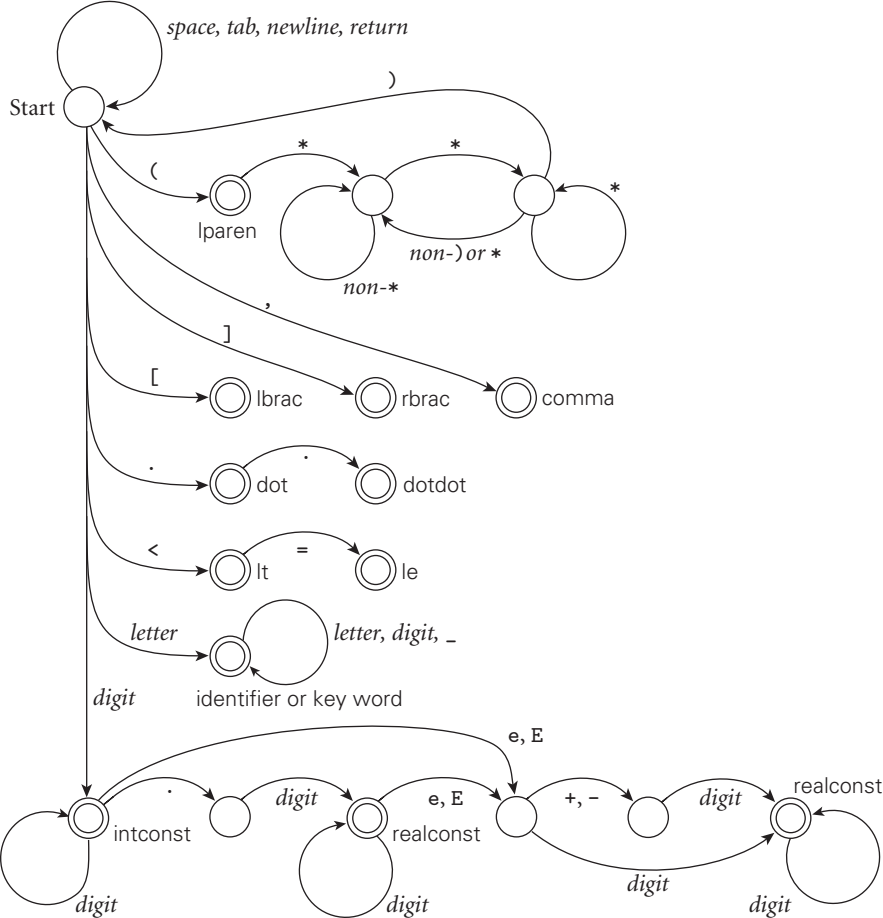 space, tab, newline, return
)
Start
(
*
*
*
lparen
non-) or *
non-*
,
]
[
lbrac
rbrac
comma
.
.
dot
dotdot
<
=
lt
le
letter
letter, digit, _
digit
identifier or key word
e, E
realconst
.
digit
e, E
+, -
digit
intconst
realconst
digit
digit
digit
digit